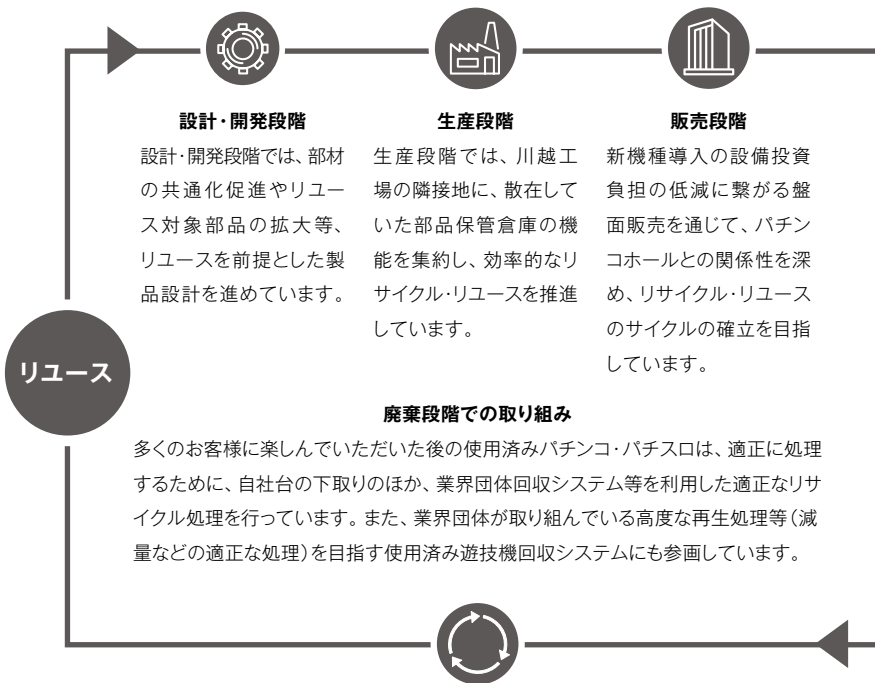 設計・開発段階
設計・開発段階では、部材
の共通化促進やリユー
ス対象部品の拡大等、
リユースを前提とした製
品設計を進めています。
生産段階
生産段階では、川越工
場の隣接地に、散在して
いた部品保管倉庫の機
能を集約し、効率的なリ
サイクル・リユースを推進
しています。
販売段階
新機種導入の設備投資
負担の低減に繋がる盤
面販売を通じて、パチン
コホールとの関係性を深
め、リサイクル・リユース
のサイクルの確立を目指
しています。
リユース
廃棄段階での取り組み
多くのお客様に楽しんでいただいた後の使用済みパチンコ・パチスロは、適正に処理
するために、自社台の下取りのほか、業界団体回収システム等を利用した適正なリサ
イクル処理を行っています。また、業界団体が取り組んでいる高度な再生処理等（減
量などの適正な処理）を目指す使用済み遊技機回収システムにも参画しています。